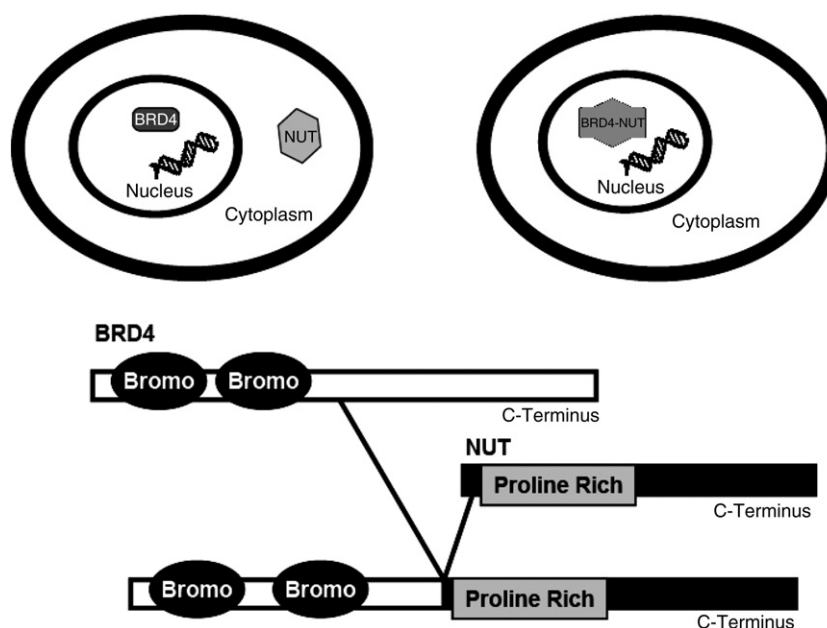 BRD4
NUT
Nucleus
Cytoplasm
BRD4-NUT
Nucleus
Cytoplasm
BRD4
Bromo
Bromo
C-Terminus
NUT
Proline Rich
C-Terminus
Bromo
Bromo
Proline Rich
C-Terminus